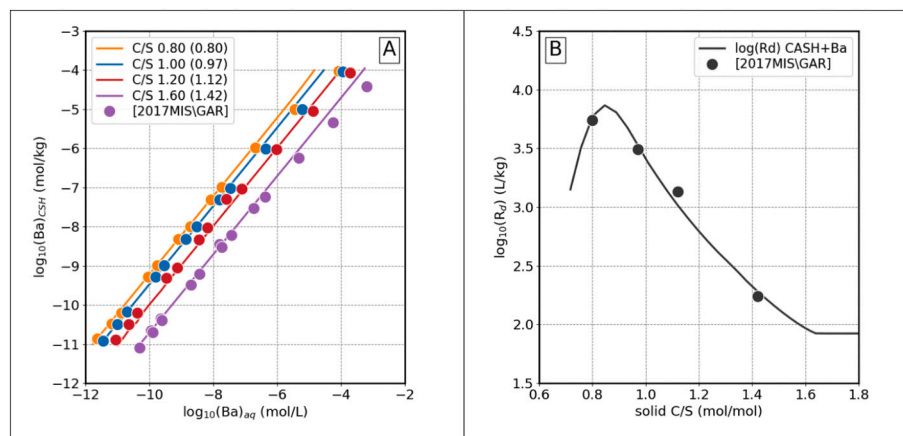 A
C/S 0.80 (0.80)
C/S 1.00 (0.97)
C/S 1.20 (1.12)
C/S 1.60 (1.42)
[2017MIS\GAR]
−3
−4
−5
−6
−7
−8
−9
−10
−11
−12
log₁₀(Ba)CSH (mol/kg)
−12
−10
−8
−6
−4
−2
log₁₀(Ba)aq (mol/L)
B
log(Rd) CASH+Ba
[2017MIS\GAR]
4.5
4.0
3.5
3.0
2.5
2.0
1.5
log₁₀(Rd) (L/kg)
0.6
0.8
1.0
1.2
1.4
1.6
1.8
solid C/S (mol/mol)